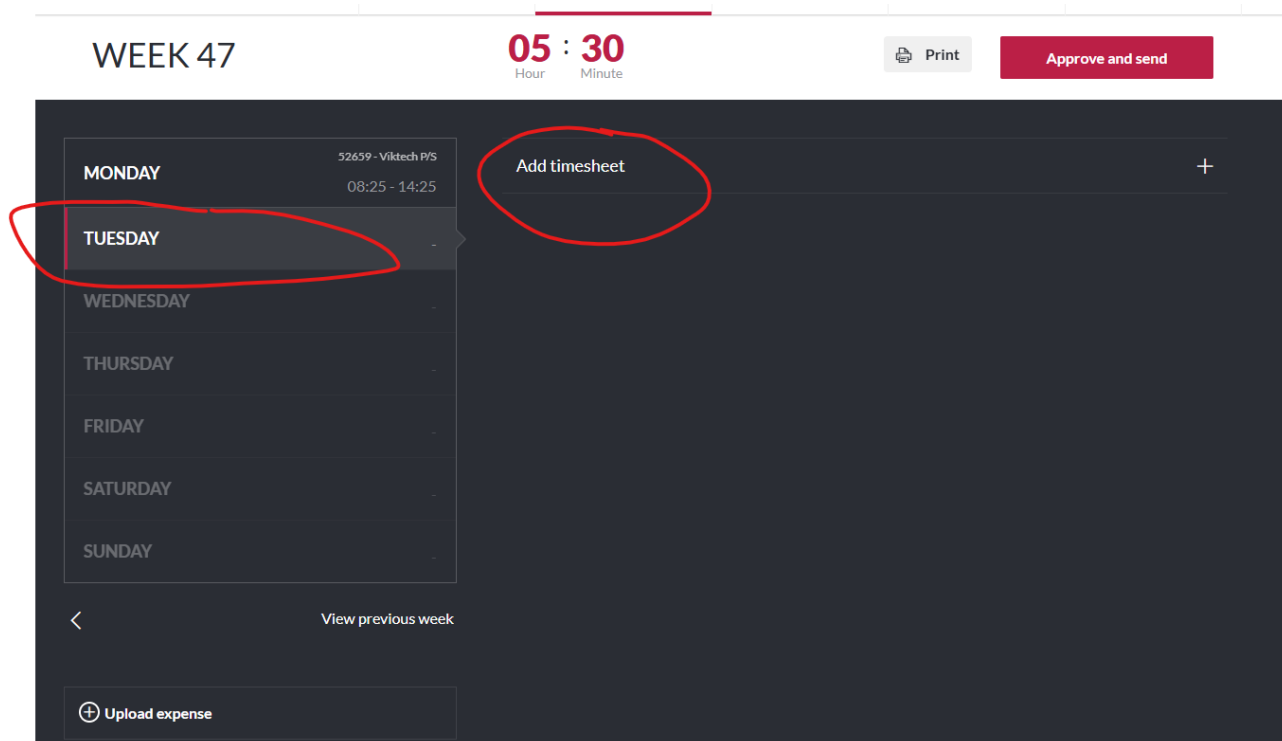 WEEK 47
05 : 30
Hour Minute
Print
Approve and send
MONDAY
52659 - Viktech P/S
08:25 - 14:25
Add timesheet
+
TUESDAY
-
WEDNESDAY
-
THURSDAY
-
FRIDAY
-
SATURDAY
-
SUNDAY
-
View previous week
Upload expense